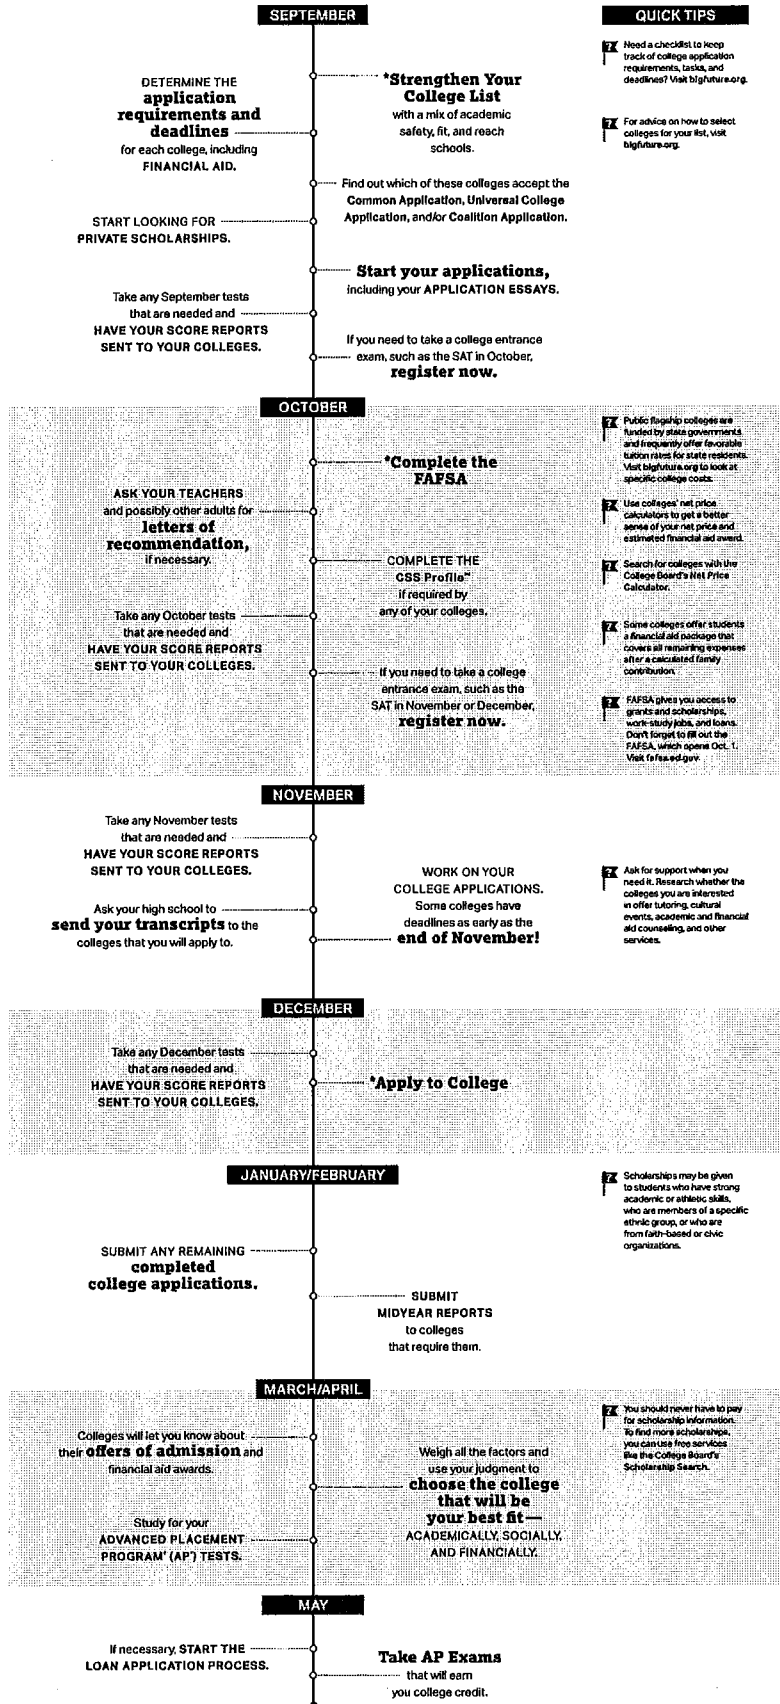 SEPTEMBER
QUICK TIPS
DETERMINE THE
application
requirements and
deadlines
for each college, including
FINANCIAL AID.
*Strengthen Your
College List
with a mix of academic
safety, fit, and reach
schools.
Need a checklist to keep
track of college application
requirements, tasks, and
deadlines? Visit bigfuture.org.
For advice on how to select
colleges for your list, visit
bigfuture.org.
Find out which of these colleges accept the
Common Application, Universal College
Application, and/or Coalition Application.
START LOOKING FOR
PRIVATE SCHOLARSHIPS.
Start your applications,
including your APPLICATION ESSAYS.
Take any September tests
that are needed and
HAVE YOUR SCORE REPORTS
SENT TO YOUR COLLEGES.
If you need to take a college entrance
exam, such as the SAT in October,
register now.
OCTOBER
*Complete the
FAFSA
ASK YOUR TEACHERS
and possibly other adults for
letters of
recommendation,
if necessary.
COMPLETE THE
CSS Profile™
if required by
any of your colleges.
Take any October tests
that are needed and
HAVE YOUR SCORE REPORTS
SENT TO YOUR COLLEGES.
If you need to take a college
entrance exam, such as the
SAT in November or December,
register now.
Public flagship colleges are
funded by state governments
and frequently offer favorable
tuition rates for state residents.
Visit bigfuture.org to look at
specific college costs.
Use colleges' net price
calculators to get a better
sense of your net price and
estimated financial aid award.
Search for colleges with the
College Board's Net Price
Calculator.
Some colleges offer students
a financial aid package that
covers all remaining expenses
after a calculated family
contribution.
FAFSA gives you access to
grants and scholarships,
work-study jobs, and loans.
Don't forget to fill out the
FAFSA, which opens Oct. 1.
Visit fafsa.ed.gov.
NOVEMBER
Take any November tests
that are needed and
HAVE YOUR SCORE REPORTS
SENT TO YOUR COLLEGES.
Ask your high school to
send your transcripts to the
colleges that you will apply to.
WORK ON YOUR
COLLEGE APPLICATIONS.
Some colleges have
deadlines as early as the
end of November!
Ask for support when you
need it. Research whether the
colleges you are interested
in offer tutoring, cultural
events, academic and financial
aid counseling, and other
services.
DECEMBER
Take any December tests
that are needed and
HAVE YOUR SCORE REPORTS
SENT TO YOUR COLLEGES.
*Apply to College
JANUARY/FEBRUARY
SUBMIT ANY REMAINING
completed
college applications.
SUBMIT
MIDYEAR REPORTS
to colleges
that require them.
Scholarships may be given
to students who have strong
academic or athletic skills,
who are members of a specific
ethnic group, or who are
from faith-based or civic
organizations.
MARCH/APRIL
Colleges will let you know about
their offers of admission and
financial aid awards.
Weigh all the factors and
use your judgment to
choose the college
that will be
your best fit—
ACADEMICALLY, SOCIALLY,
AND FINANCIALLY.
Study for your
ADVANCED PLACEMENT
PROGRAM® (AP®) TESTS.
You should never have to pay
for scholarship information.
To find more scholarships,
you can use free services
like the College Board's
Scholarship Search.
MAY
If necessary, START THE
LOAN APPLICATION PROCESS.
Take AP Exams
that will earn
you college credit.